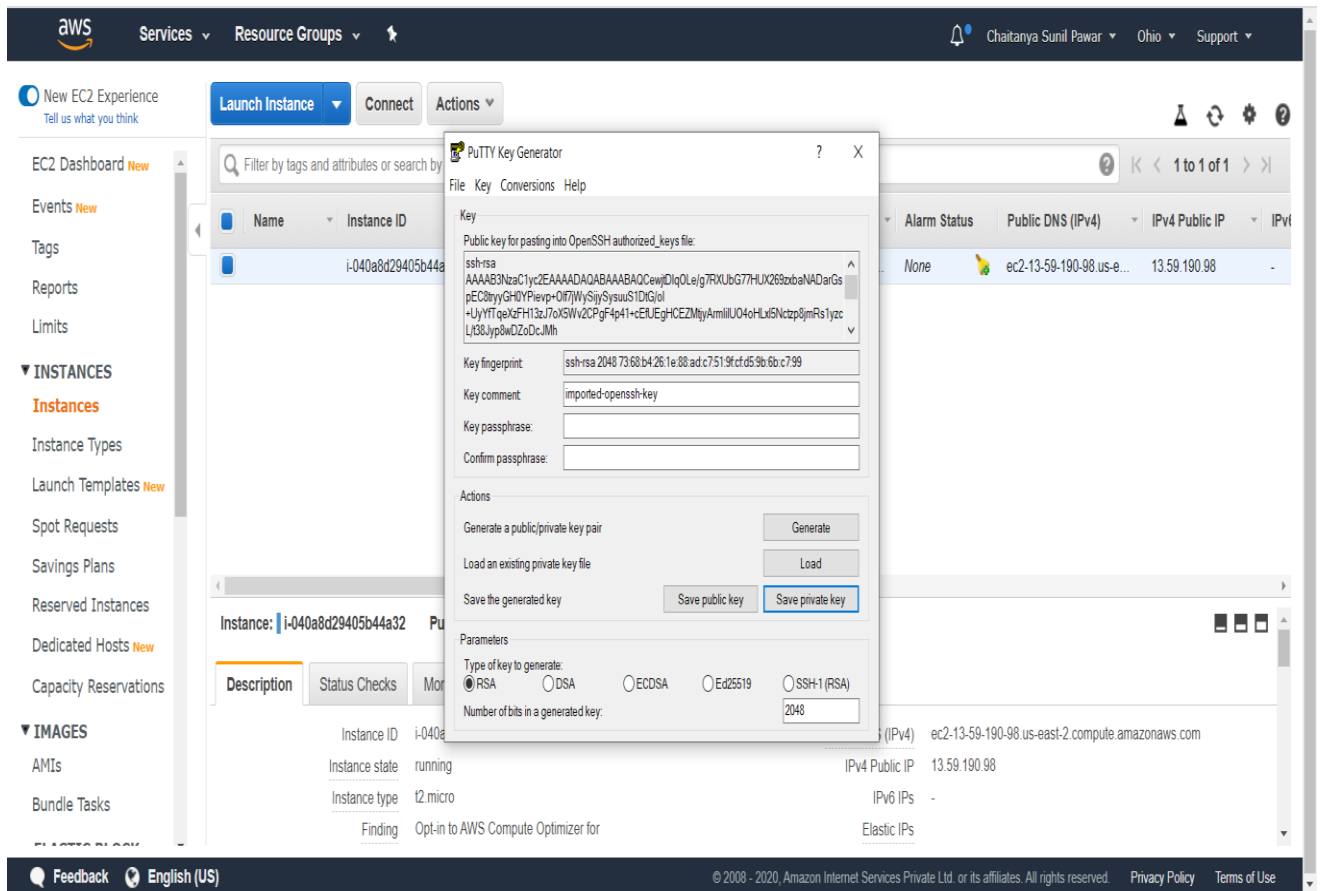 aws Services Resource Groups Chaitanya Sunil Pawar Ohio Support
New EC2 Experience
Tell us what you think
EC2 Dashboard New
Events New
Tags
Reports
Limits
INSTANCES
Instances
Instance Types
Launch Templates New
Spot Requests
Savings Plans
Reserved Instances
Dedicated Hosts New
Capacity Reservations
IMAGES
AMIs
Bundle Tasks
Launch Instance Connect Actions
Filter by tags and attributes or search by
1 to 1 of 1
Name Instance ID Alarm Status Public DNS (IPv4) IPv4 Public IP IPv6
i-040a8d29405b44a None ec2-13-59-190-98.us-e... 13.59.190.98 -
PuTTY Key Generator ? X
File Key Conversions Help
Key
Public key for pasting into OpenSSH authorized_keys file:
ssh-rsa
Key fingerprint: ssh-rsa 2048 73:68:b4:26:1e:88:ad:c7:51:9f:cf:d5:9b:6b:c7:99
Key comment: imported-openssh-key
Key passphrase:
Confirm passphrase:
Actions
Generate a public/private key pair Generate
Load an existing private key file Load
Save the generated key Save public key Save private key
Parameters
Type of key to generate:
RSA DSA ECDSA Ed25519 SSH-1 (RSA)
Number of bits in a generated key: 2048
Instance: i-040a8d29405b44a32 Pu
Description Status Checks Mor
Instance ID i-040a (IPv4) ec2-13-59-190-98.us-east-2.compute.amazonaws.com
Instance state running IPv4 Public IP 13.59.190.98
Instance type t2.micro IPv6 IPs -
Finding Opt-in to AWS Compute Optimizer for Elastic IPs
Feedback English (US) © 2008 - 2020, Amazon Internet Services Private Ltd. or its affiliates. All rights reserved. Privacy Policy Terms of Use